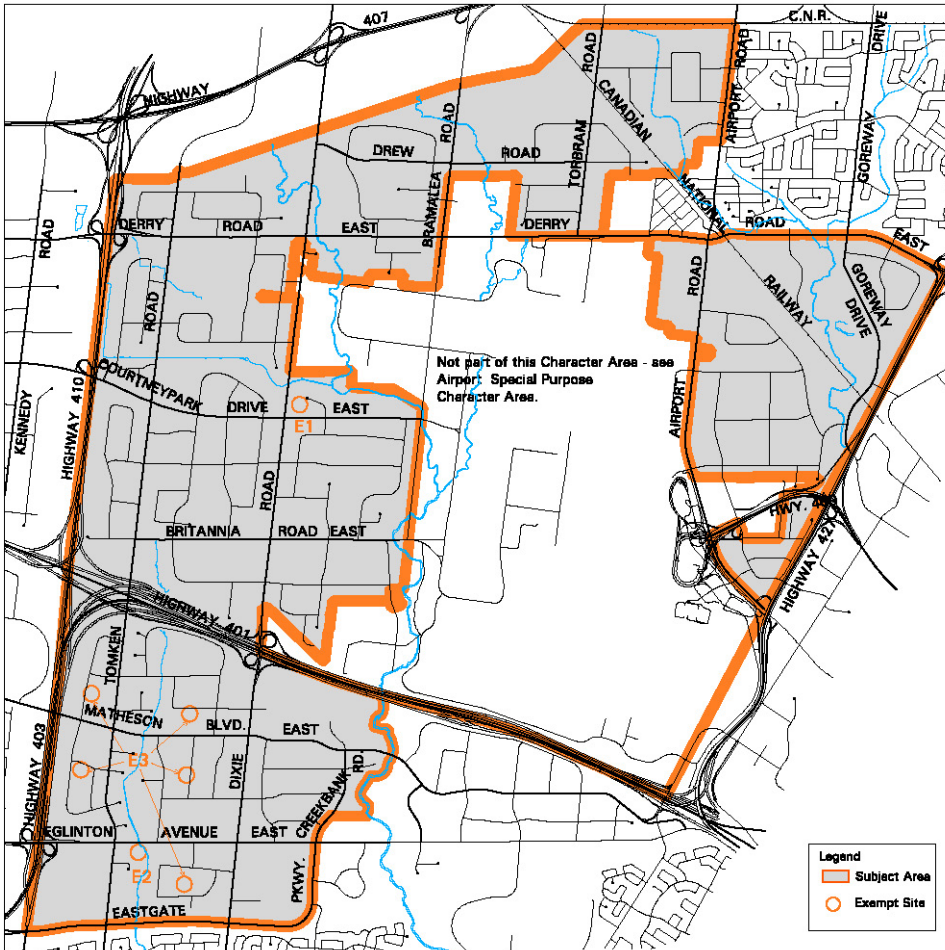 407
C.N.R.
HIGHWAY
ROAD
ROAD
ROAD
DRIVE
CANADIAN
AIRPORT
DREW ROAD
TORBRAM
GOREWAY
NATIONAL
DERRY ROAD EAST
BRAMALEA
DERRY
ROAD
EAST
ROAD
ROAD
ROAD
RAILWAY
GOREWAY
DRIVE
Not part of this Character Area - see
Airport Special Purpose
Character Area.
COURTNEYPARK DRIVE EAST
E1
KENNEDY
HIGHWAY 410
AIRPORT
ROAD
BRITANNIA ROAD EAST
HWY.
HIGHWAY 427
HIGHWAY 401
TOMKEN
MATHESON BLVD. EAST
E3
DIXIE
HIGHWAY 403
CREEKBANK
RD.
EGLINTON AVENUE EAST
E2
PKWY.
EASTGATE
Legend
Subject Area
Exempt Site